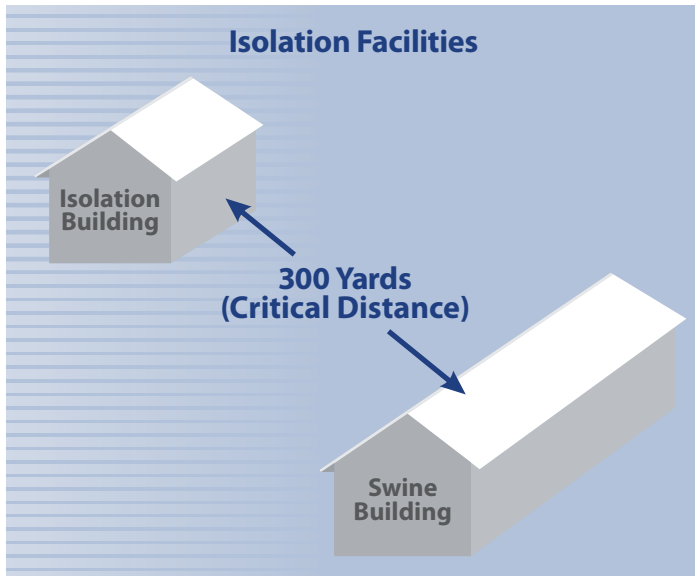 Isolation Facilities
Isolation
Building
300 Yards
(Critical Distance)
Swine
Building